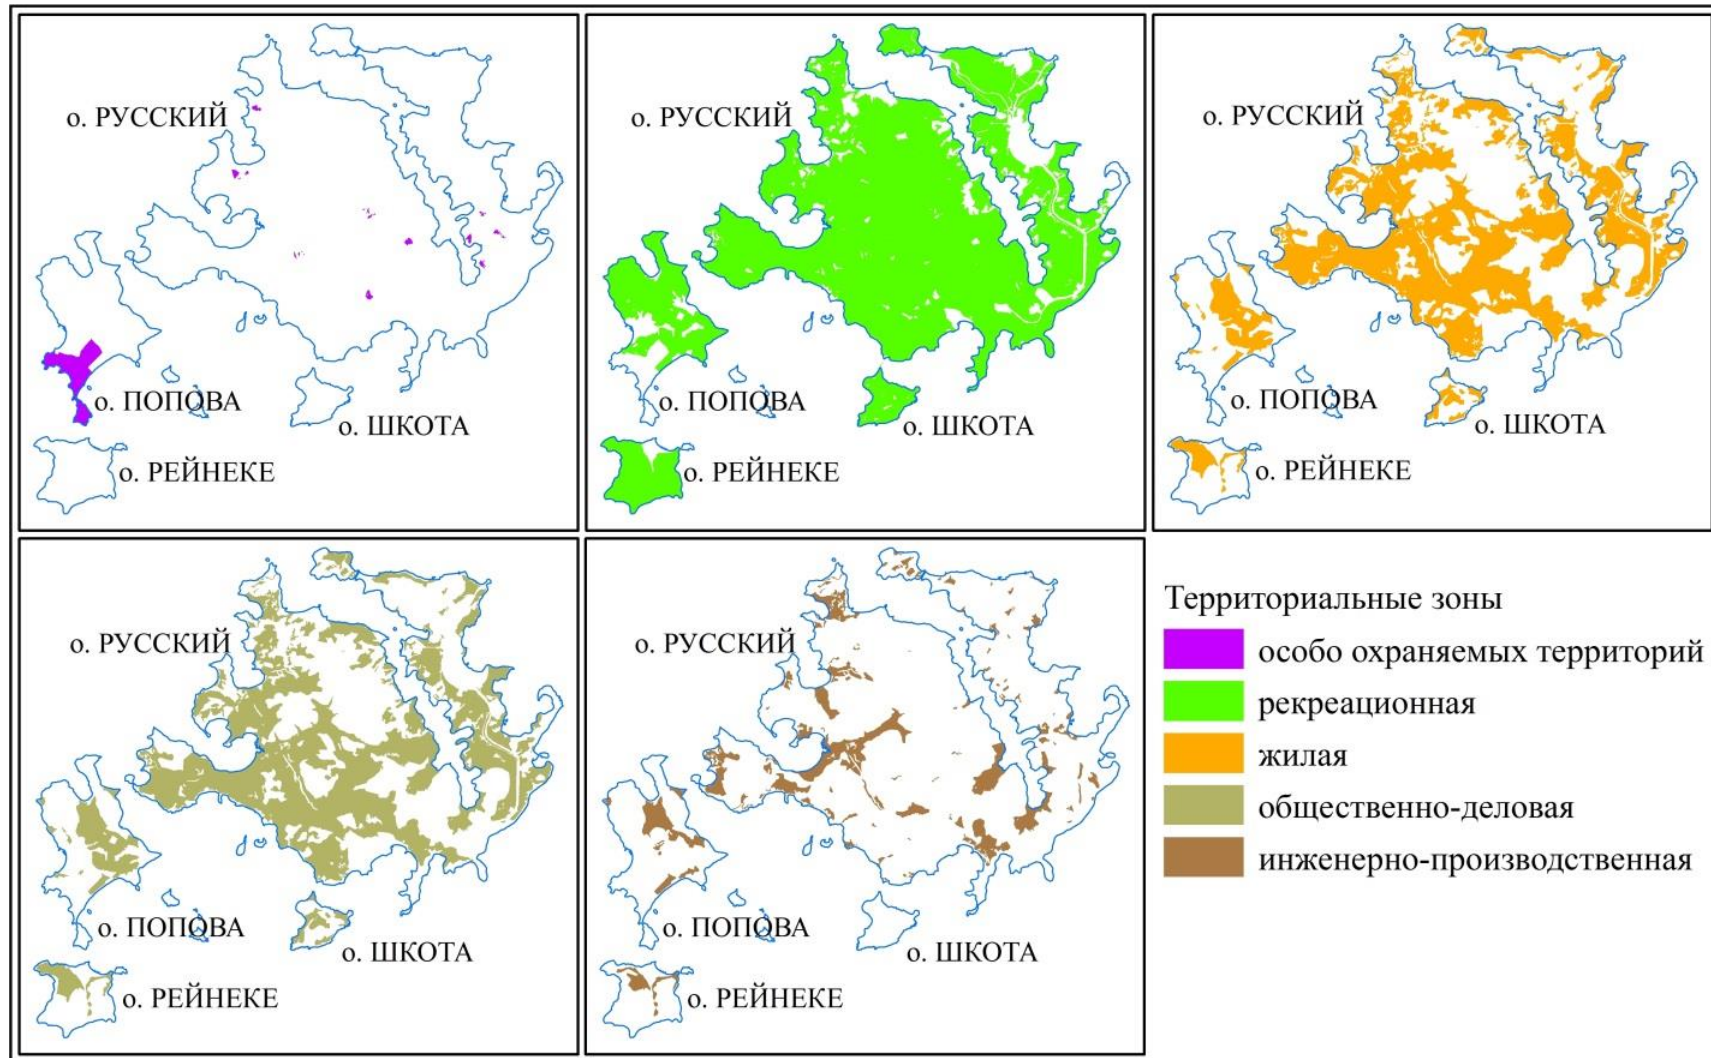 о. РУССКИЙ
о. ПОПОВА
о. ШКОТА
о. РЕЙНЕКЕ
о. РУССКИЙ
о. ПОПОВА
о. ШКОТА
о. РЕЙНЕКЕ
о. РУССКИЙ
о. ПОПОВА
о. ШКОТА
о. РЕЙНЕКЕ
о. РУССКИЙ
о. ПОПОВА
о. ШКОТА
о. РЕЙНЕКЕ
о. РУССКИЙ
о. ПОПОВА
о. ШКОТА
о. РЕЙНЕКЕ
Территориальные зоны
особо охраняемых территорий
рекреационная
жилая
общественно-деловая
инженерно-производственная